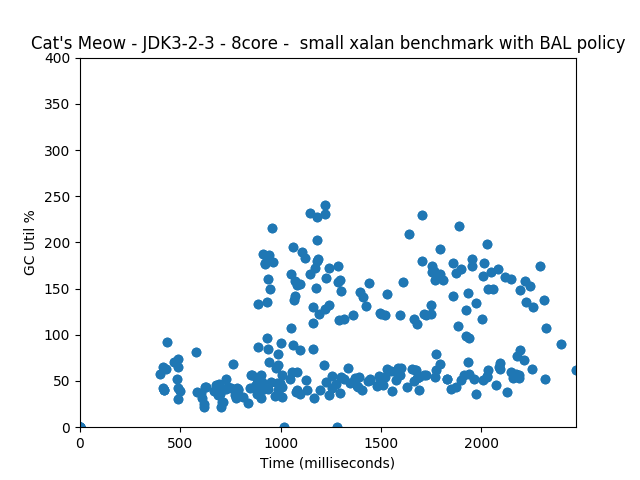 Cat's Meow - JDK3-2-3 - 8core -  small xalan benchmark with BAL policy
400
350
300
250
200
150
100
50
0
GC Util %
0 500 1000 1500 2000
Time (milliseconds)